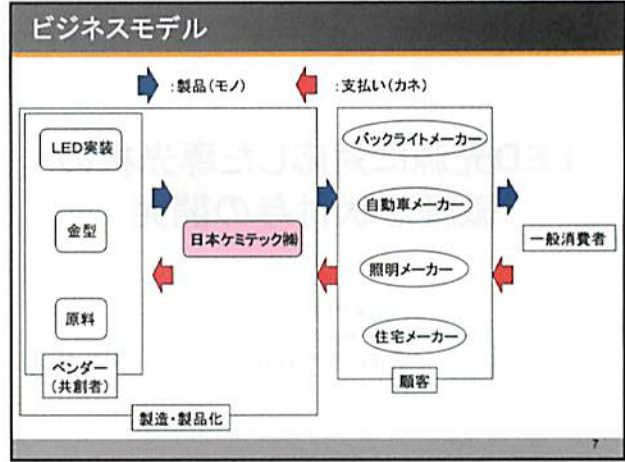 ビジネスモデル
:製品(モノ)
:支払い(カネ)
LED実装
金型
原料
ベンダー
(共創者)
日本ケミテック㈱
製造・製品化
バックライトメーカー
自動車メーカー
照明メーカー
住宅メーカー
顧客
一般消費者
7